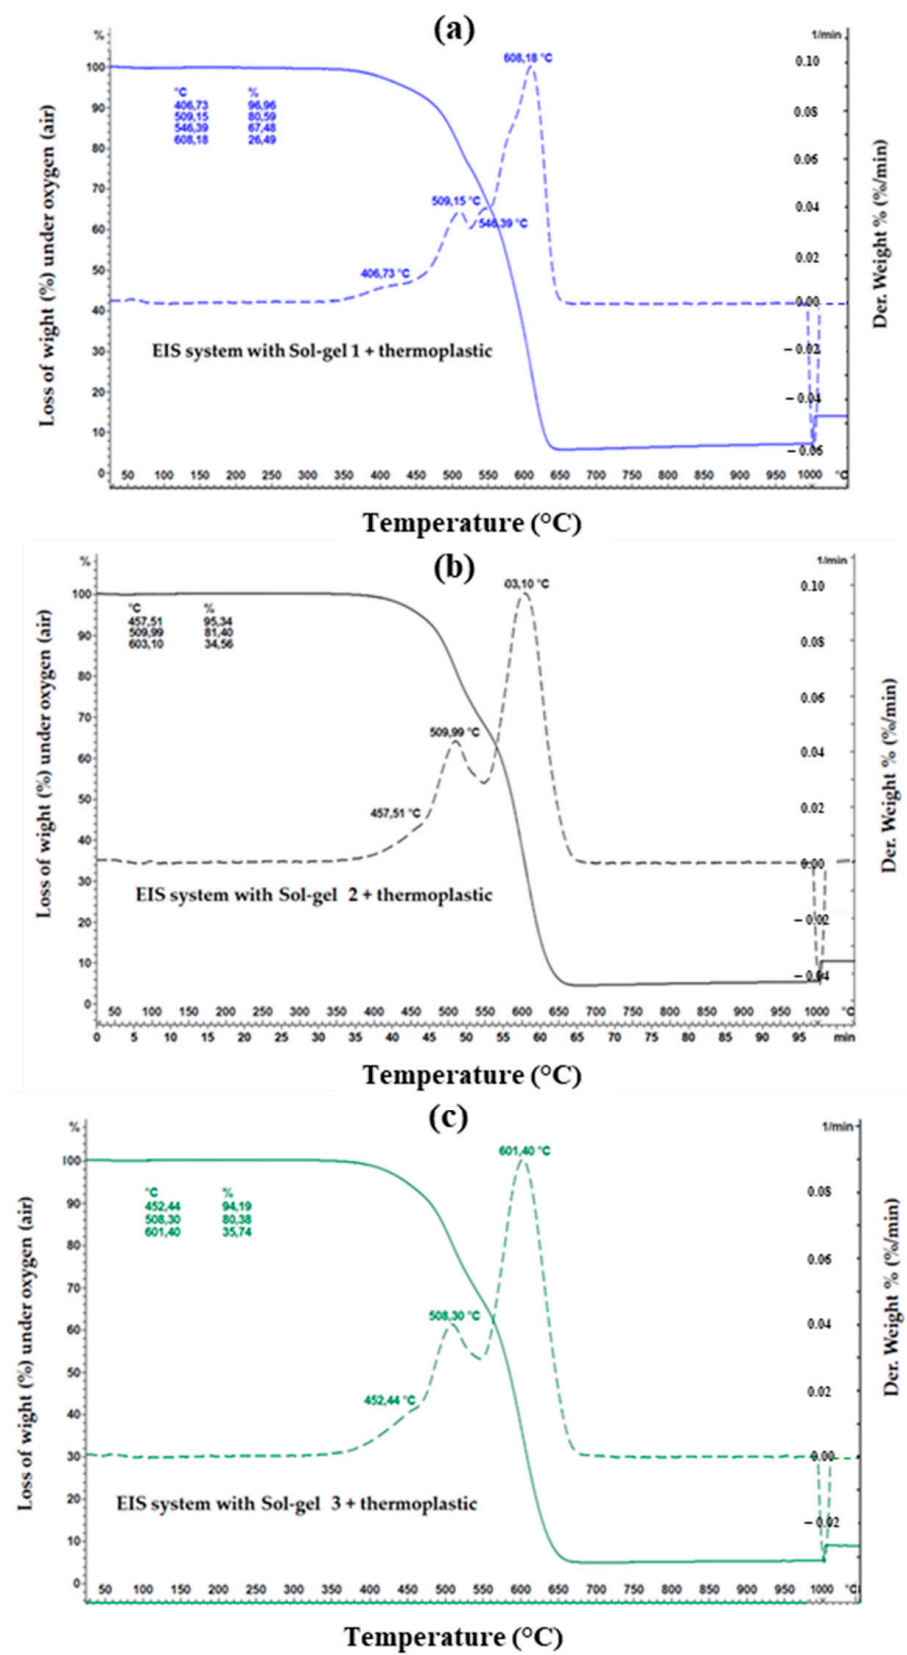 (a)
% 1/min
608,18 °C
100 0.10
°C %
406,73 96,96
509,15 80,59
546,39 67,48
608,18 26,49
90 0.08
80 0.06
70
509,15 °C
0.04
546,39 °C
60
0.02
50
406,73 °C
40 0.00
EIS system with Sol-gel 1 + thermoplastic
30 – 0.02
20 – 0.04
10
– 0.06
0
50 100 150 200 250 300 350 400 450 500 550 600 650 700 750 800 850 900 950 1000 °C
Loss of wight (%) under oxygen (air)
Der. Weight % (%/min)
Temperature (°C)
(b)
% 1/min
03,10 °C
100 0.10
°C %
457,51 95,34
509,99 81,40
603,10 34,56
90
0.08
80
0.06
70
509,99 °C
0.04
60
50 0.02
457,51 °C
40
0.00
30
EIS system with Sol-gel 2 + thermoplastic
20 – 0.02
10 – 0.04
0
50 100 150 200 250 300 350 400 450 500 550 600 650 700 750 800 850 900 950 1000 °C
0 5 10 15 20 25 30 35 40 45 50 55 60 65 70 75 80 85 90 95 min
Loss of wight (%) under oxygen (air)
Der. Weight % (%/min)
Temperature (°C)
(c)
% 1/min
601,40 °C
100
°C %
452,44 94,19
508,30 80,38
601,40 35,74
90 0.08
80
0.06
70
508,30 °C
60 0.04
50
0.02
452,44 °C
40
30 0.00
EIS system with Sol-gel 3 + thermoplastic
20
– 0.02
10
0
50 100 150 200 250 300 350 400 450 500 550 600 650 700 750 800 850 900 950 1000 °C
Loss of wight (%) under oxygen (air)
Der. Weight % (%/min)
Temperature (°C)